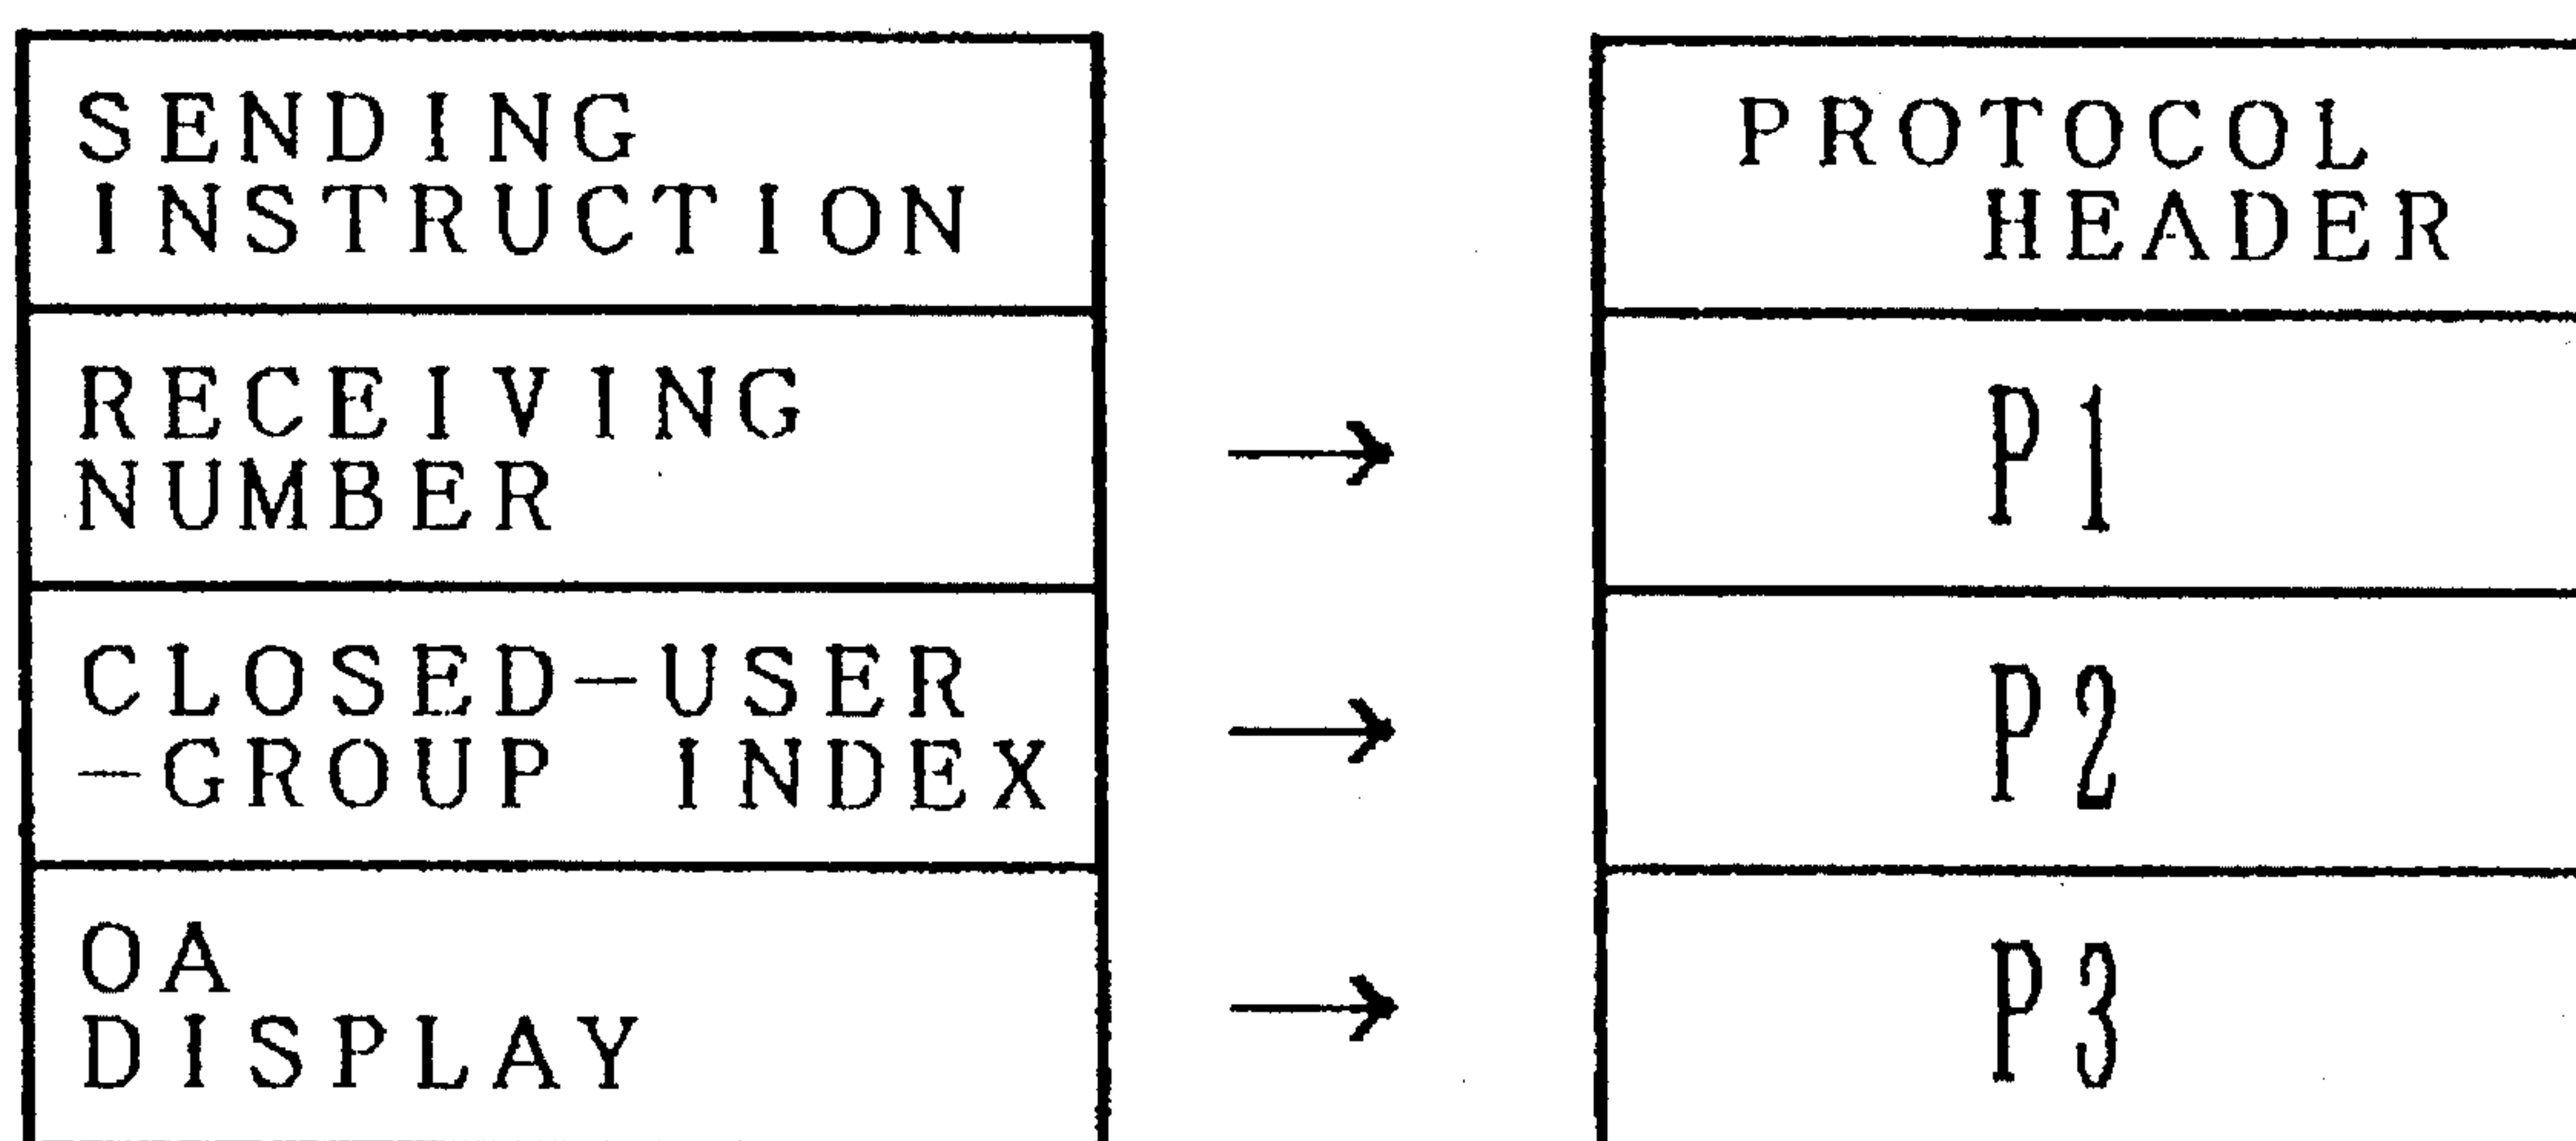 SENDING
INSTRUCTION
PROTOCOL
HEADER
RECEIVING
NUMBER
→
P1
CLOSED-USER
-GROUP INDEX
→
P2
OA
DISPLAY
→
P3